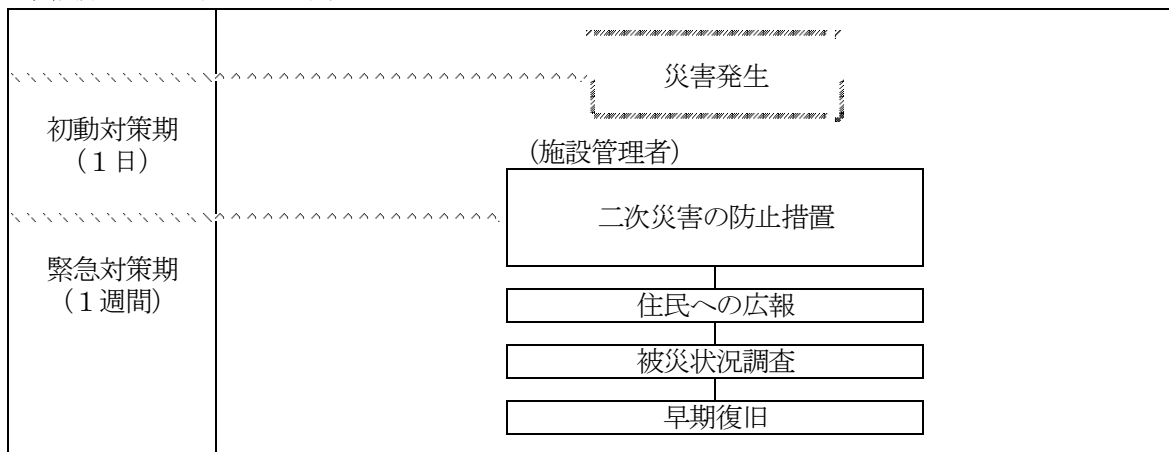 災害発生
初動対策期
(１日)
(施設管理者)
二次災害の防止措置
緊急対策期
(１週間)
住民への広報
被災状況調査
早期復旧